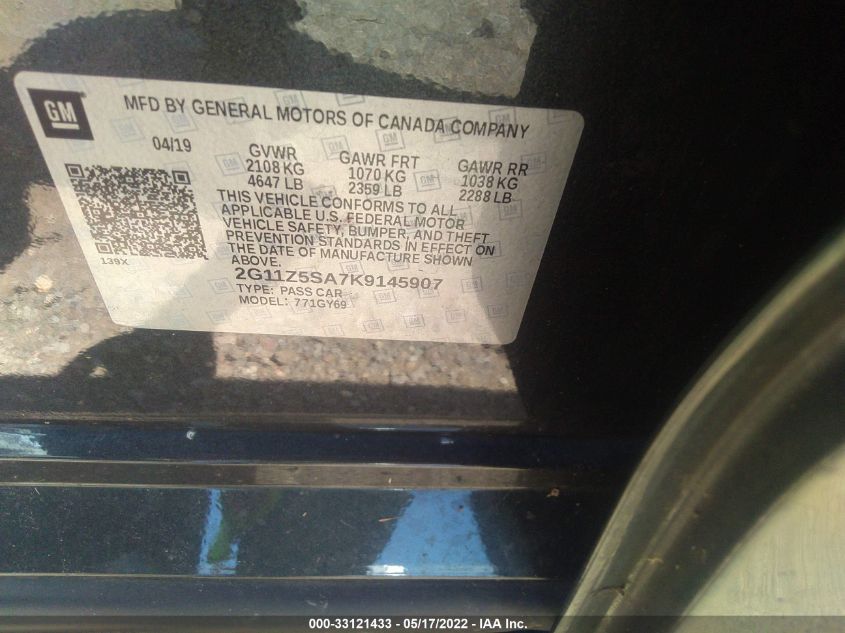 GM
MFD BY GENERAL MOTORS OF CANADA COMPANY
04/19
GVWR GAWR FRT GAWR RR
2108 KG 1070 KG 1038 KG
4647 LB 2359 LB 2288 LB
THIS VEHICLE CONFORMS TO ALL
APPLICABLE U.S. FEDERAL MOTOR
VEHICLE SAFETY, BUMPER, AND THEFT
PREVENTION STANDARDS IN EFFECT ON
THE DATE OF MANUFACTURE SHOWN
ABOVE.
139X
2G11Z5SA7K9145907
TYPE: PASS CAR
MODEL: 771GY69
000-33121433 - 05/17/2022 - IAA Inc.